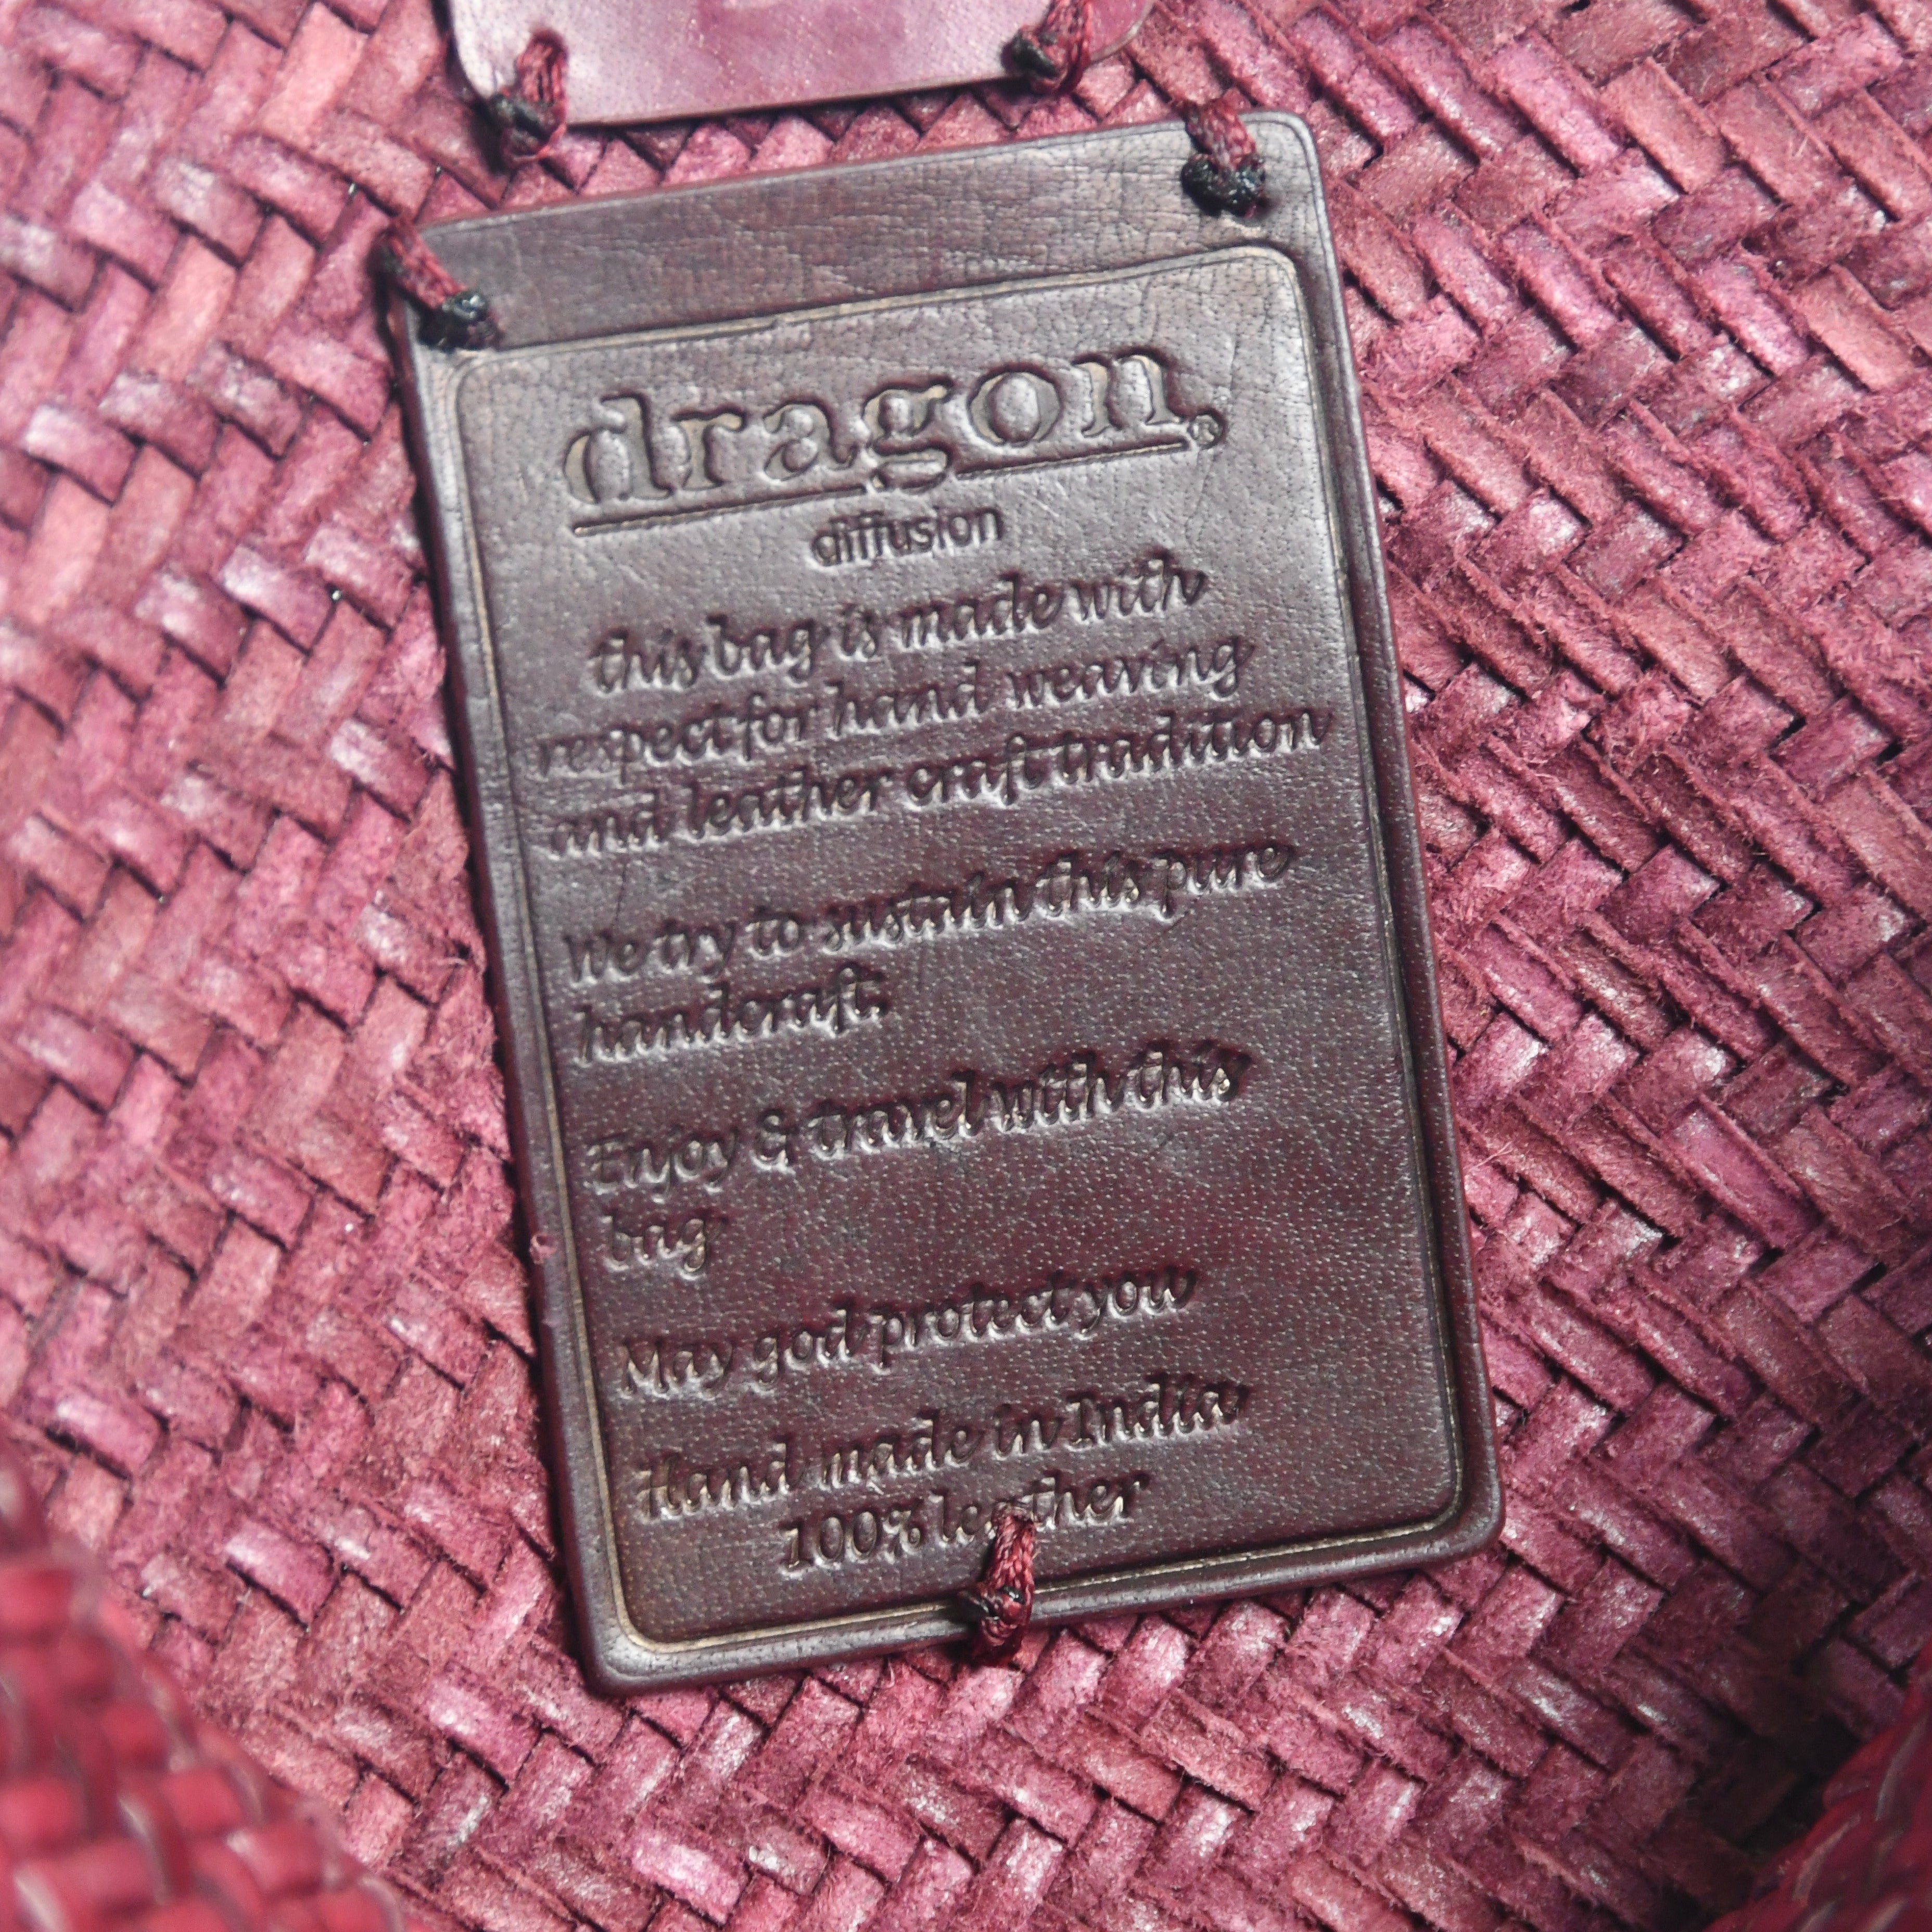 dragon®
diffusion
this bag is made with
respect for hand weaving
and leather craft tradition
We try to sustain this pure
handcraft.
Enjoy & travel with this
bag
May god protect you
Hand made in India
100% leather